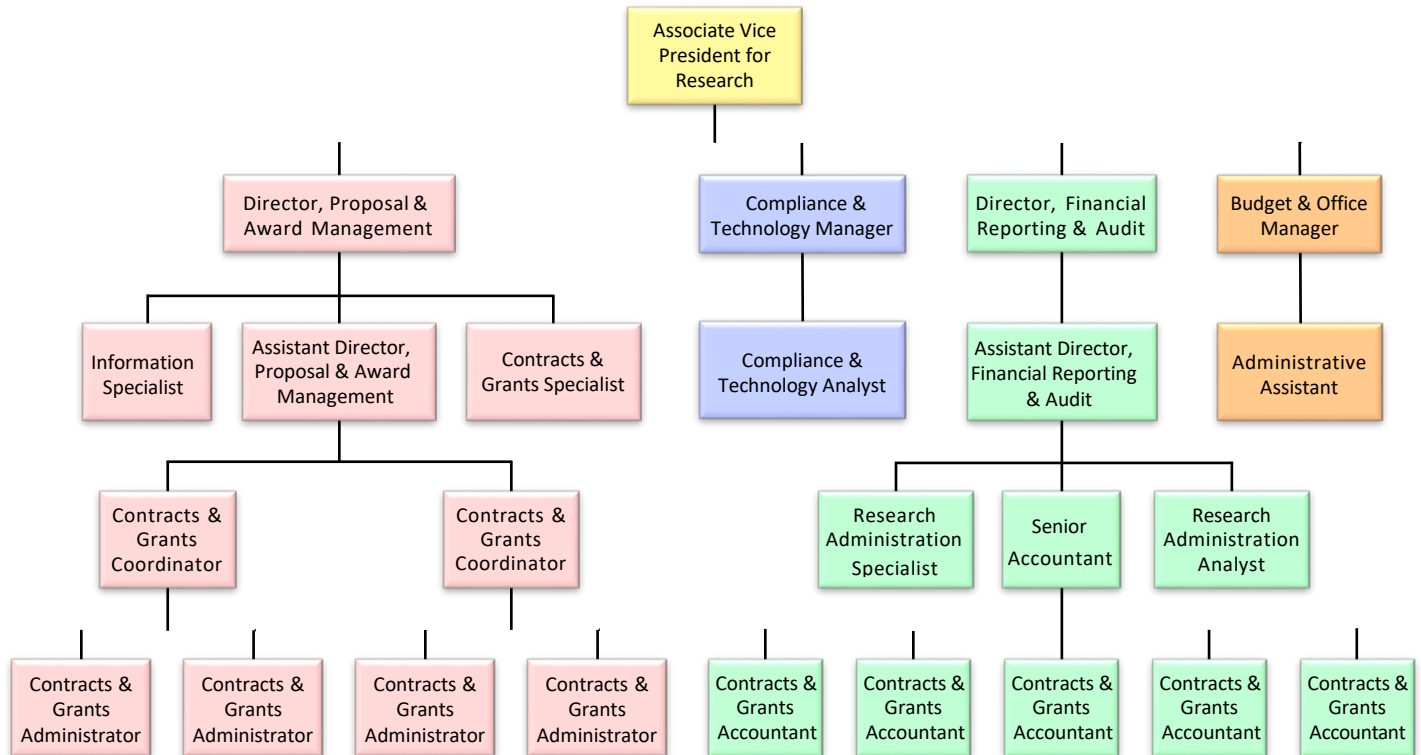 Associate Vice
President for
Research
Director, Proposal &
Award Management
Compliance &
Technology Manager
Director, Financial
Reporting & Audit
Budget & Office
Manager
Information
Specialist
Assistant Director,
Proposal & Award
Management
Contracts &
Grants Specialist
Compliance &
Technology Analyst
Assistant Director,
Financial Reporting
& Audit
Administrative
Assistant
Contracts &
Grants
Coordinator
Contracts &
Grants
Coordinator
Research
Administration
Specialist
Senior
Accountant
Research
Administration
Analyst
Contracts &
Grants
Administrator
Contracts &
Grants
Administrator
Contracts &
Grants
Administrator
Contracts &
Grants
Administrator
Contracts &
Grants
Accountant
Contracts &
Grants
Accountant
Contracts &
Grants
Accountant
Contracts &
Grants
Accountant
Contracts &
Grants
Accountant